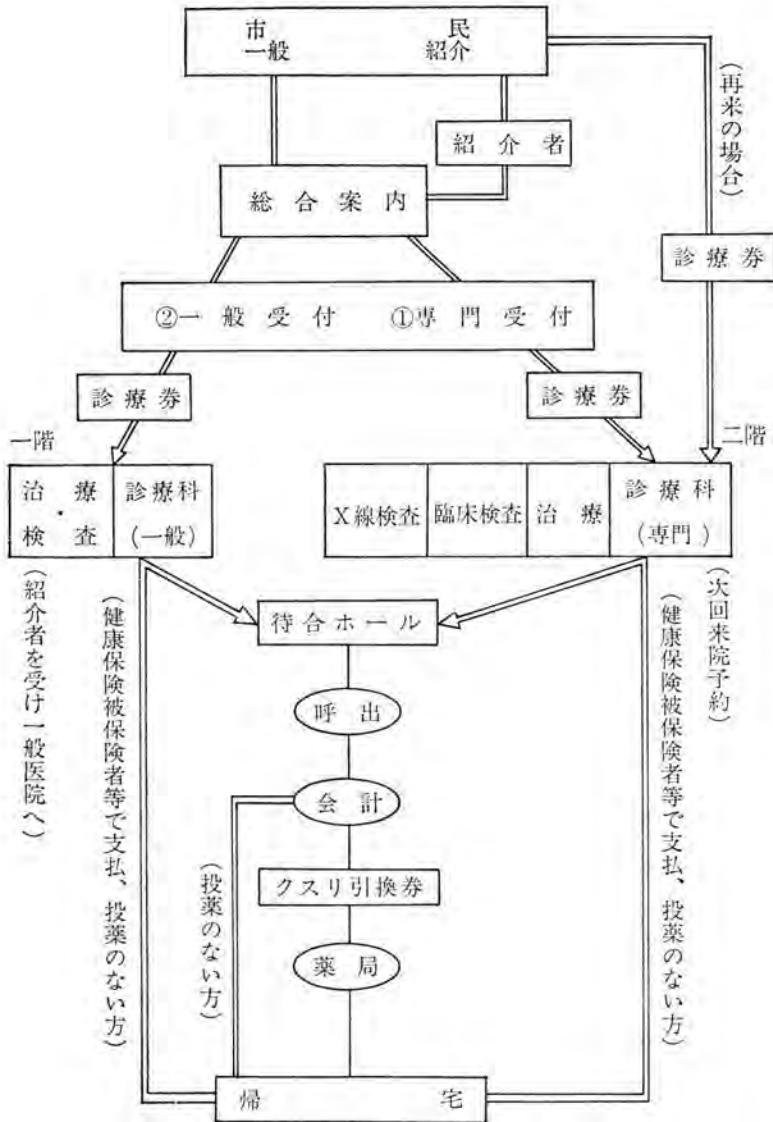 市民
一般 紹介
(再来の場合)
紹介者
総合案内
診療券
②一般受付 ①専門受付
診療券
診療券
一階
二階
治療・検査
診療科(一般)
X線検査
臨床検査
治療
診療科(専門)
(紹介者を受け一般医院へ)
(健康保険被保険者等で支払、投薬のない方)
待合ホール
(健康保険被保険者等で支払、投薬のない方)
(次回来院予約)
呼出
会計
(投薬のない方)
クスリ引換券
薬局
帰宅